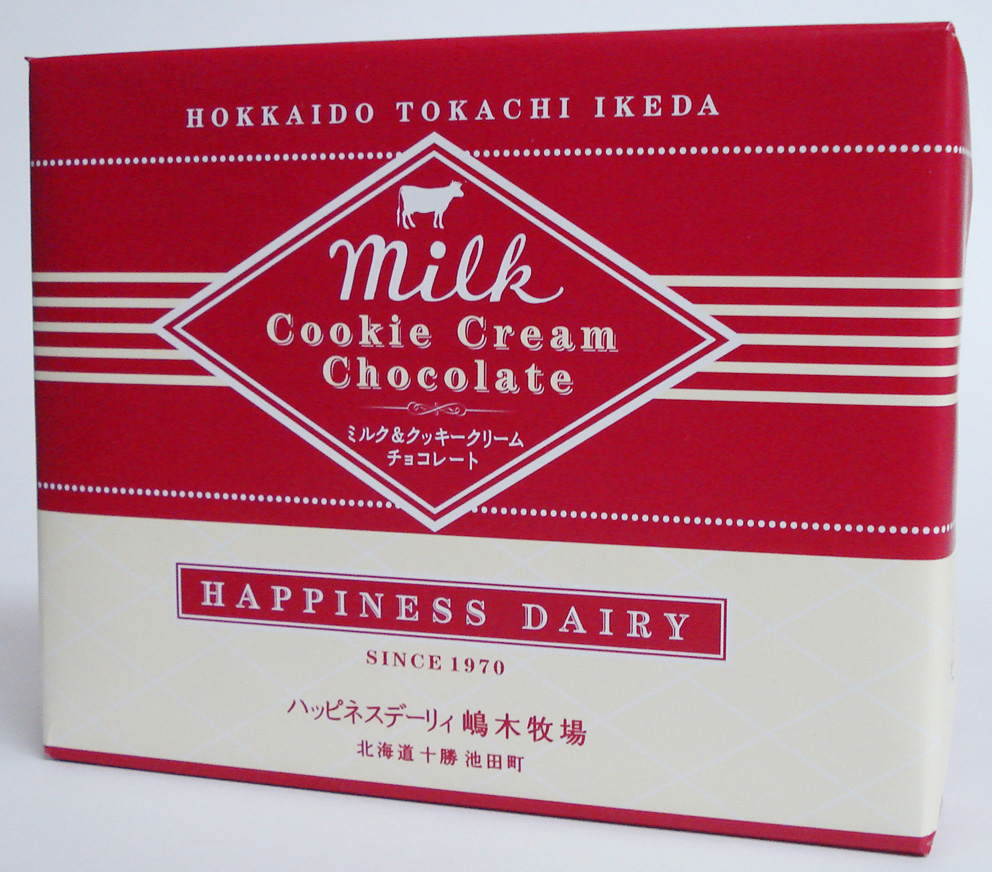 HOKKAIDO TOKACHI IKEDA
milk
Cookie Cream
Chocolate
ミルク&クッキークリーム
チョコレート
HAPPINESS DAIRY
SINCE 1970
ハッピネスデーリィ 嶋木牧場
北海道十勝池田町